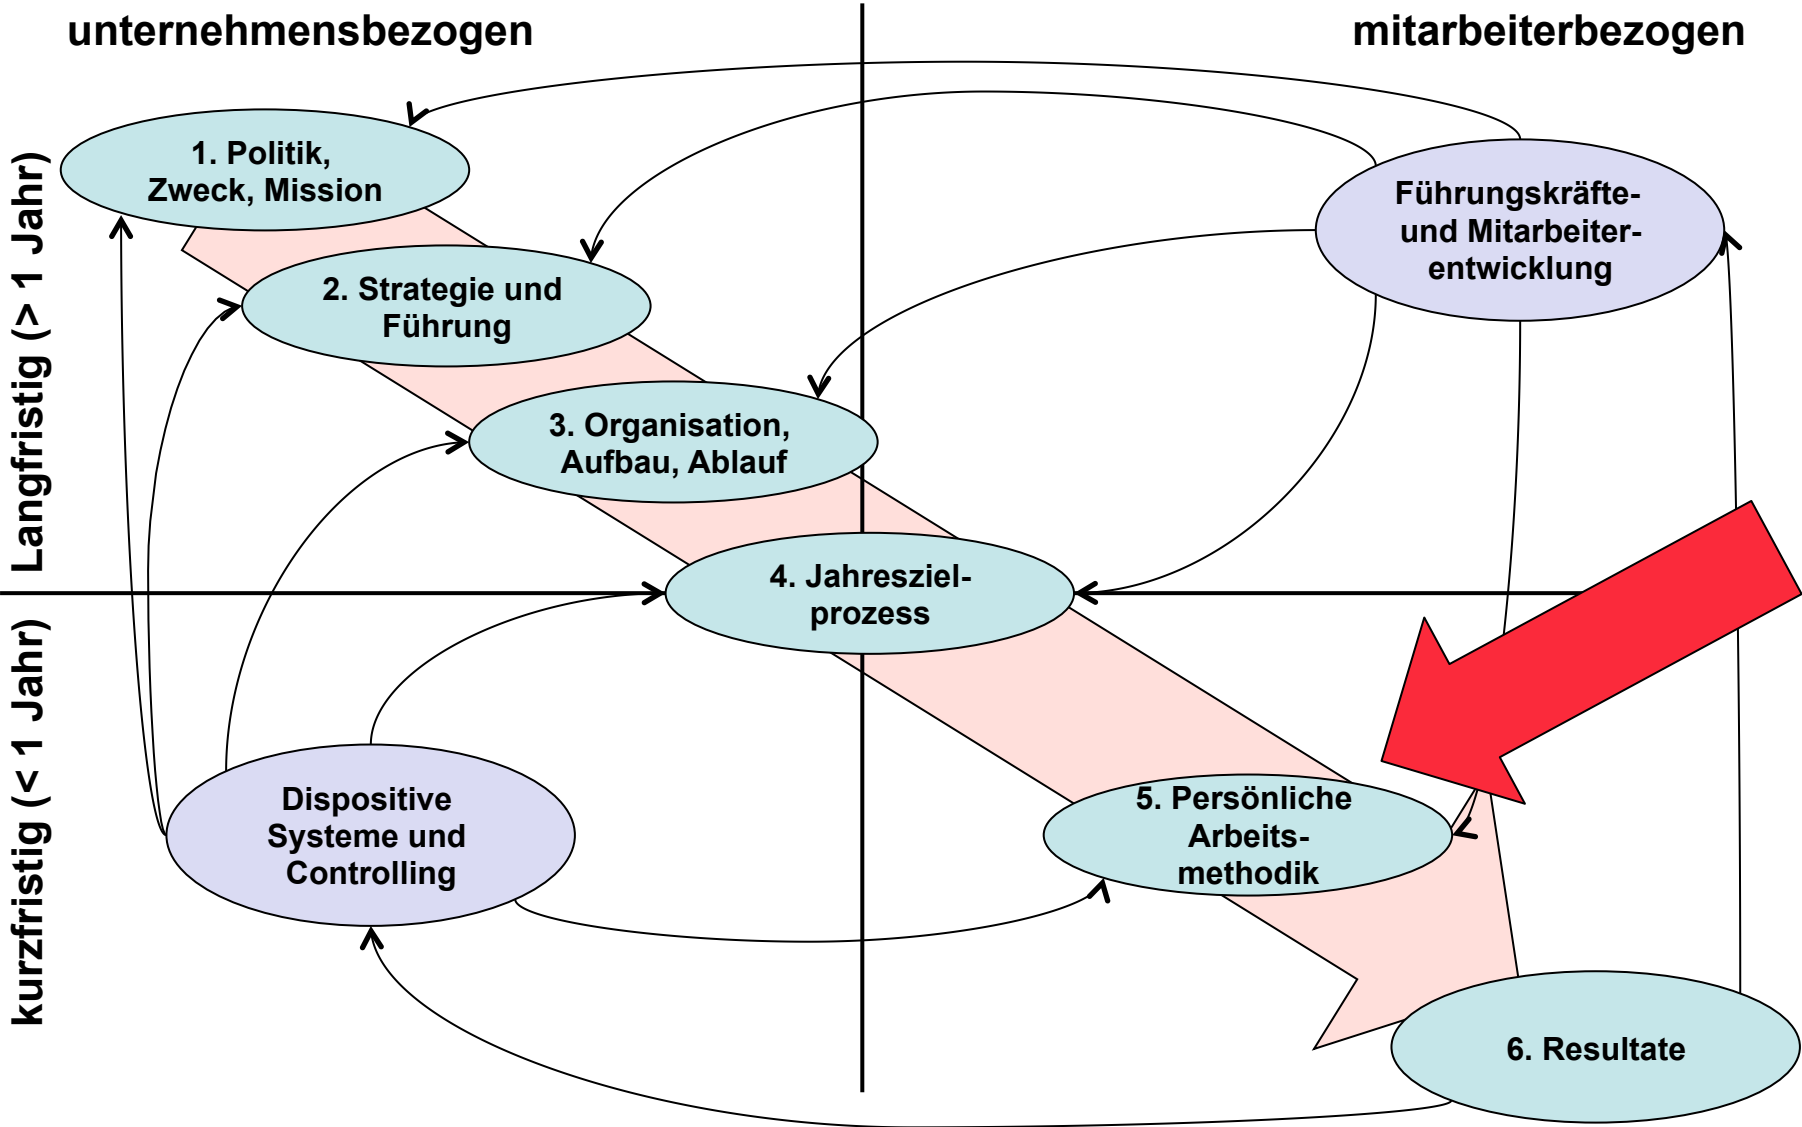 unternehmensbezogen
mitarbeiterbezogen
Langfristig (> 1 Jahr)
kurzfristig (< 1 Jahr)
1. Politik,
Zweck, Mission
2. Strategie und
Führung
3. Organisation,
Aufbau, Ablauf
4. Jahresziel-
prozess
5. Persönliche
Arbeits-
methodik
6. Resultate
Führungskräfte-
und Mitarbeiter-
entwicklung
Dispositive
Systeme und
Controlling